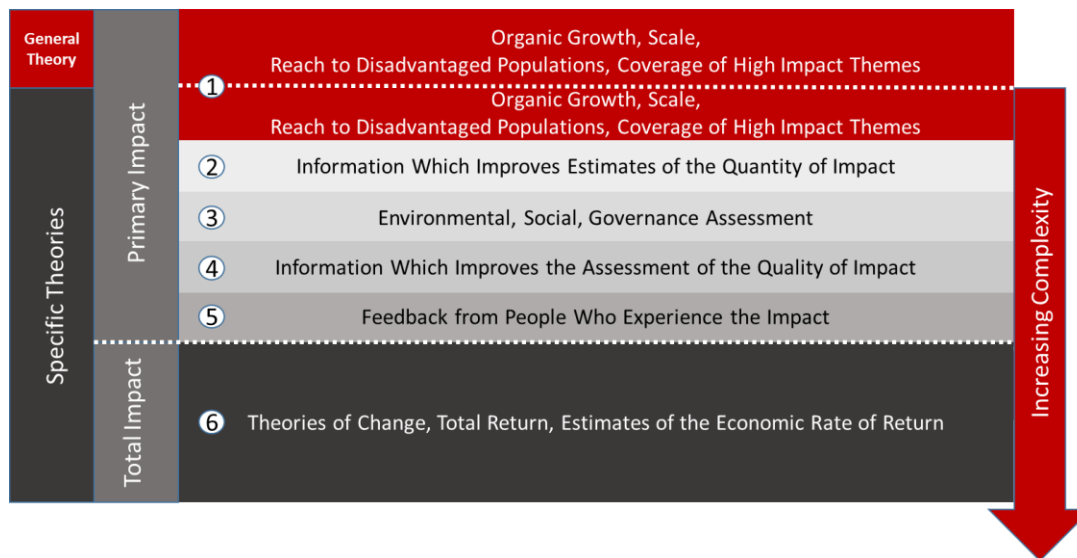 General
Theory
Organic Growth, Scale,
Reach to Disadvantaged Populations, Coverage of High Impact Themes
1
Organic Growth, Scale,
Reach to Disadvantaged Populations, Coverage of High Impact Themes
Primary Impact
2 Information Which Improves Estimates of the Quantity of Impact
3 Environmental, Social, Governance Assessment
4 Information Which Improves the Assessment of the Quality of Impact
5 Feedback from People Who Experience the Impact
Specific Theories
Total Impact
6 Theories of Change, Total Return, Estimates of the Economic Rate of Return
Increasing Complexity